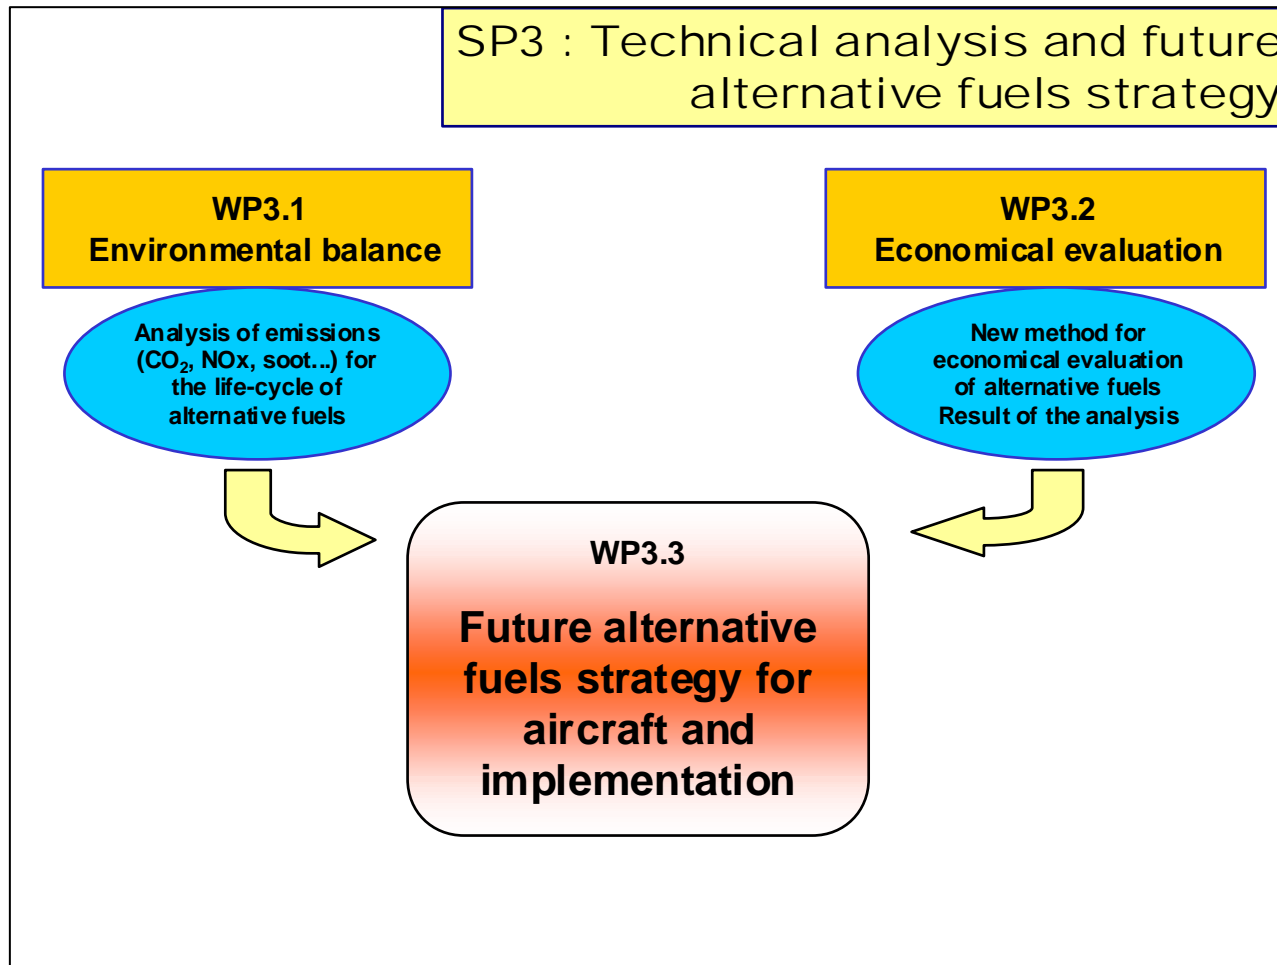 SP3 : Technical analysis and future
alternative fuels strategy
WP3.1
Environmental balance
Analysis of emissions
(CO₂, NOx, soot...) for
the life-cycle of
alternative fuels
WP3.2
Economical evaluation
New method for
economical evaluation
of alternative fuels
Result of the analysis
WP3.3
Future alternative
fuels strategy for
aircraft and
implementation